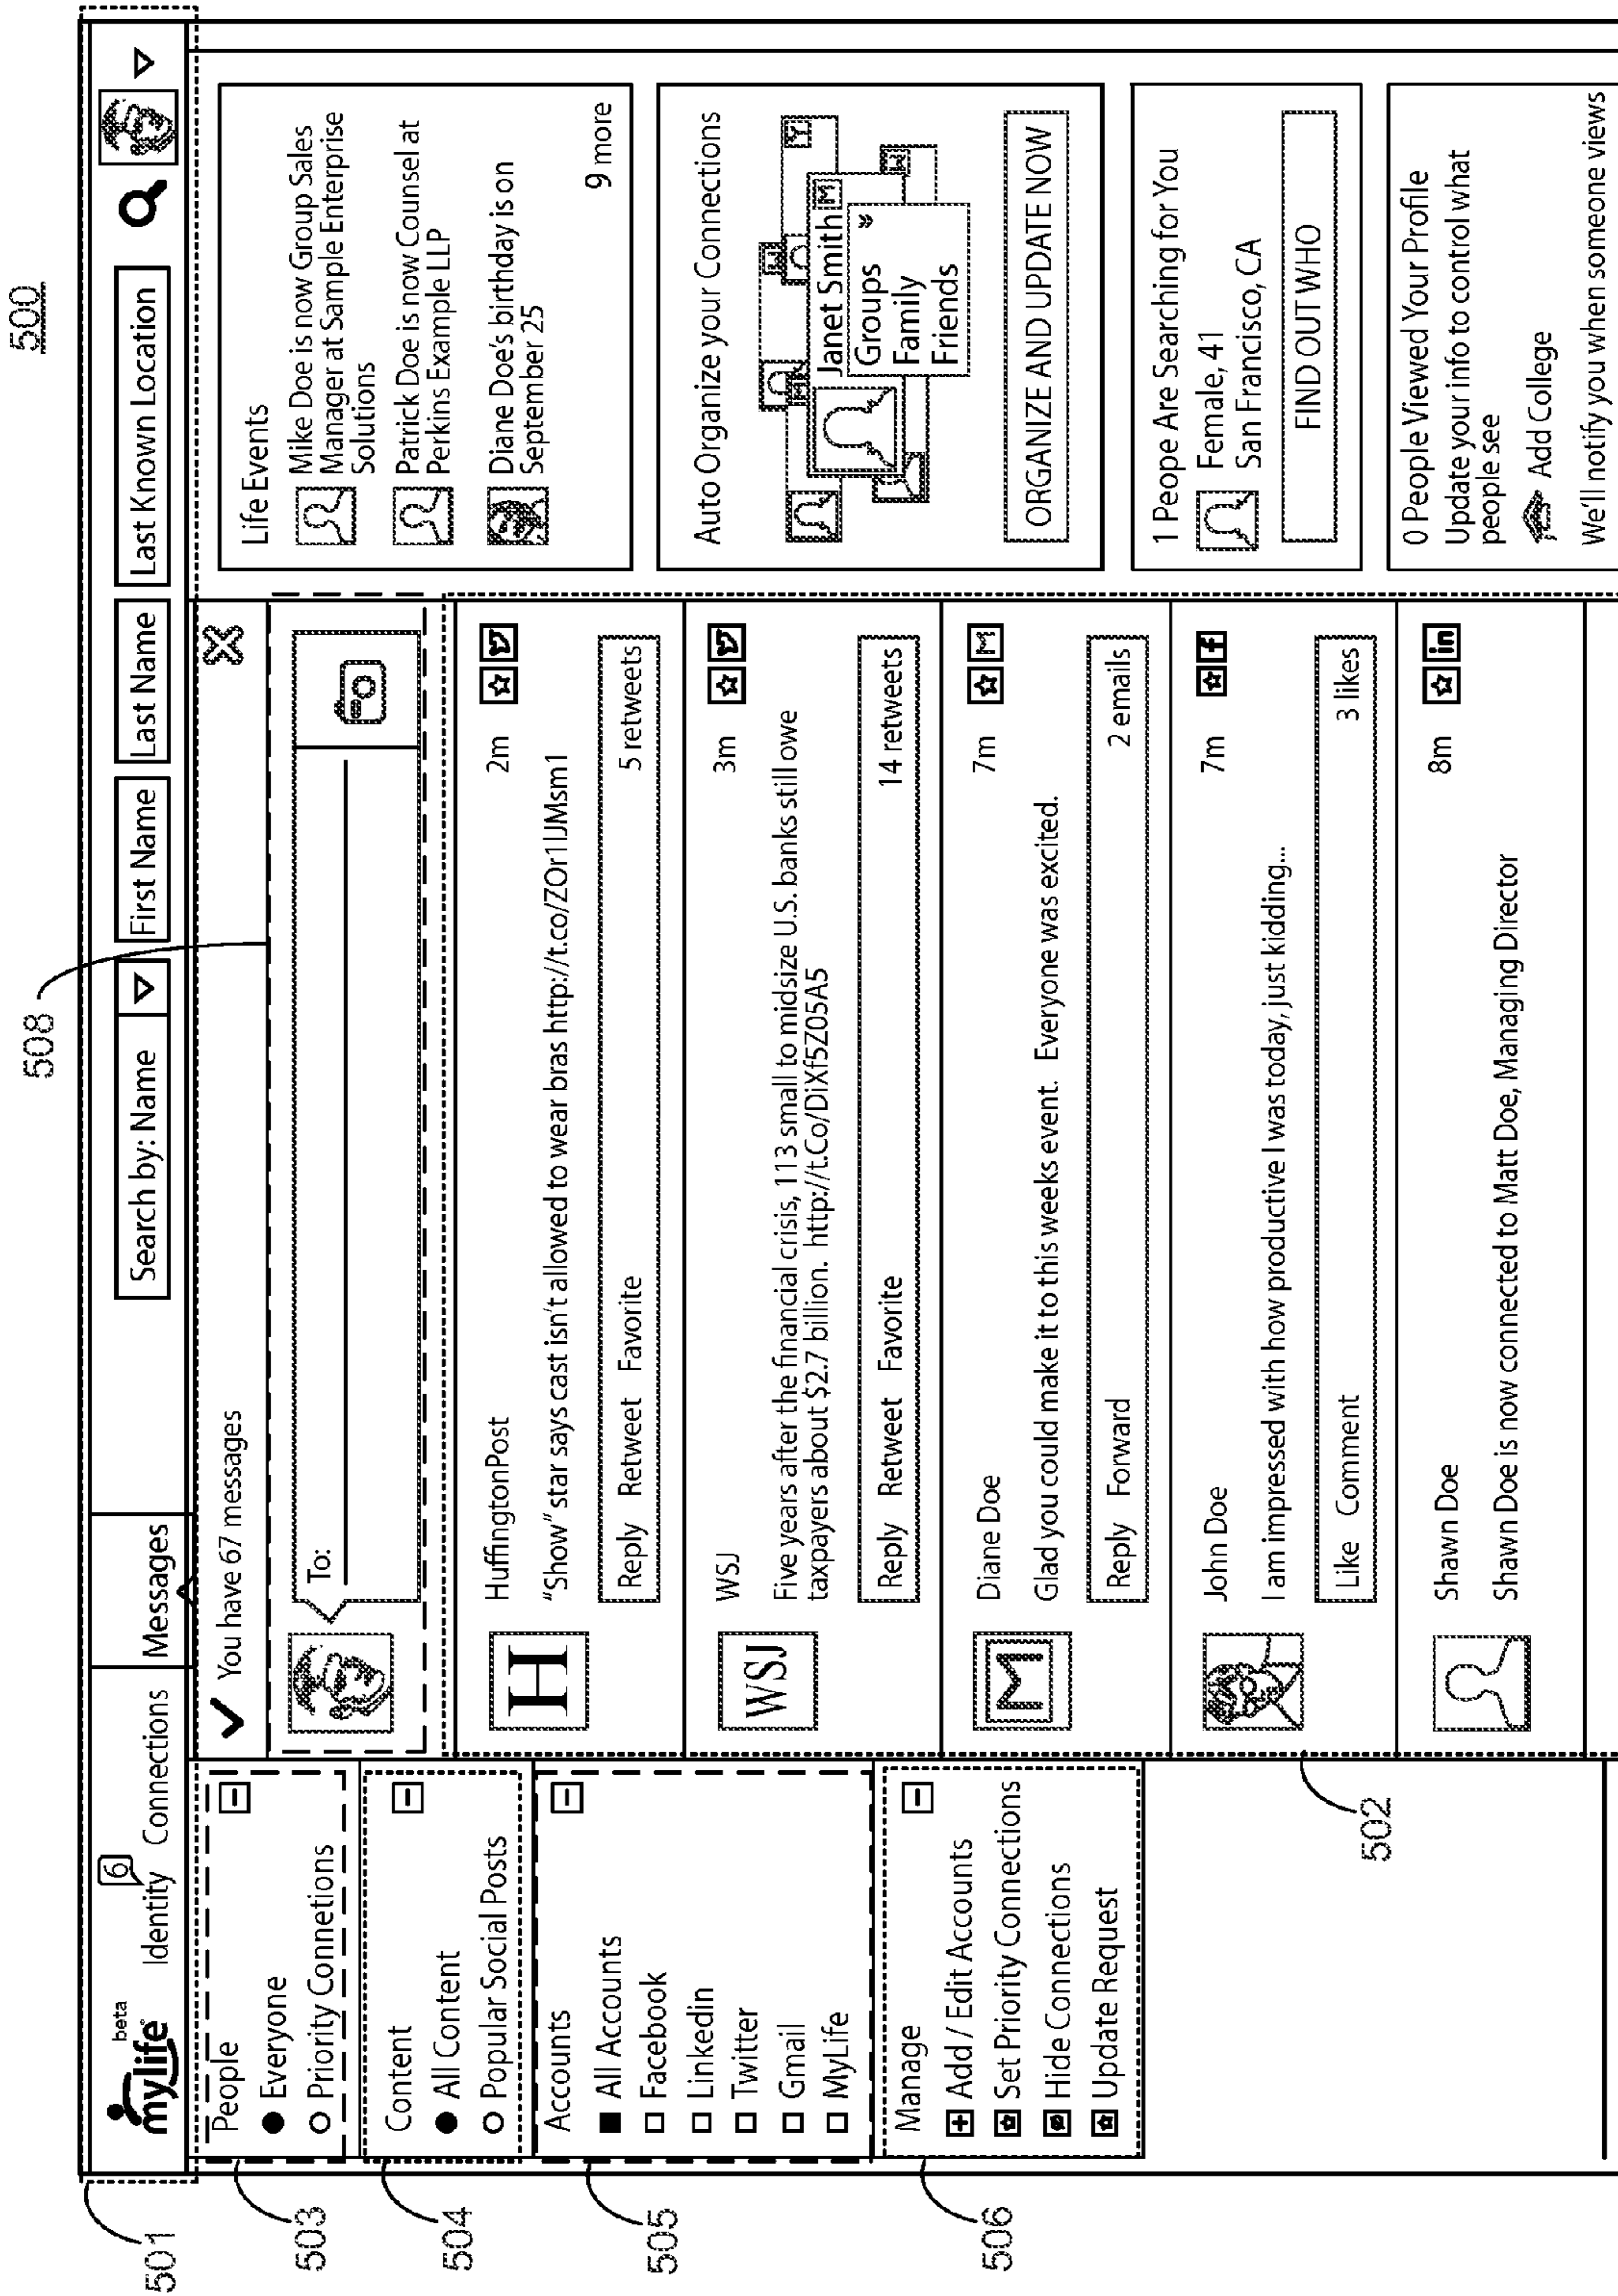 500
508
501
mylife beta
6
Identity Connections Messages
Search by: Name
First Name
Last Name
Last Known Location
503
People
Everyone
Priority Connetions
504
Content
All Content
Popular Social Posts
505
Accounts
All Accounts
Facebook
Linkedin
Twitter
Gmail
MyLife
506
Manage
Add / Edit Accounts
Set Priority Connections
Hide Connections
Update Request
You have 67 messages
To:
H
HuffingtonPost
2m
"Show" star says cast isn't allowed to wear bras http://t.co/ZOr1IJMsm1
Reply Retweet Favorite 5 retweets
WSJ
WSJ
3m
Five years after the financial crisis, 113 small to midsize U.S. banks still owe
taxpayers about $2.7 billion. http://t.Co/DiXf5Z05A5
Reply Retweet Favorite 14 retweets
M
Diane Doe
7m
M
Glad you could make it to this weeks event. Everyone was excited.
Reply Forward 2 emails
John Doe
7m
f
I am impressed with how productive I was today, just kidding...
Like Comment 3 likes
502
Shawn Doe
8m
in
Shawn Doe is now connected to Matt Doe, Managing Director
Life Events
Mike Doe is now Group Sales
Manager at Sample Enterprise
Solutions
Patrick Doe is now Counsel at
Perkins Example LLP
Diane Doe's birthday is on
September 25
9 more
Auto Organize your Connections
Y
Janet Smith M
Groups
Family
Friends
ORGANIZE AND UPDATE NOW
1 Peope Are Searching for You
Female, 41
San Francisco, CA
FIND OUT WHO
0 People Viewed Your Profile
Update your info to control what
people see
Add College
We'll notify you when someone views